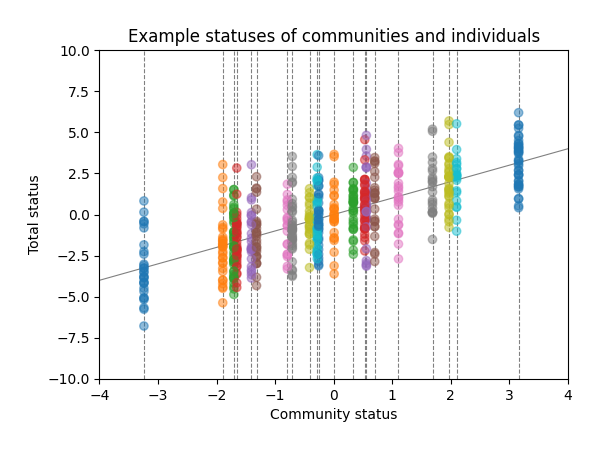 Example statuses of communities and individuals
10.0
7.5
5.0
2.5
0.0
−2.5
−5.0
−7.5
−10.0
Total status
−4 −3 −2 −1 0 1 2 3 4
Community status